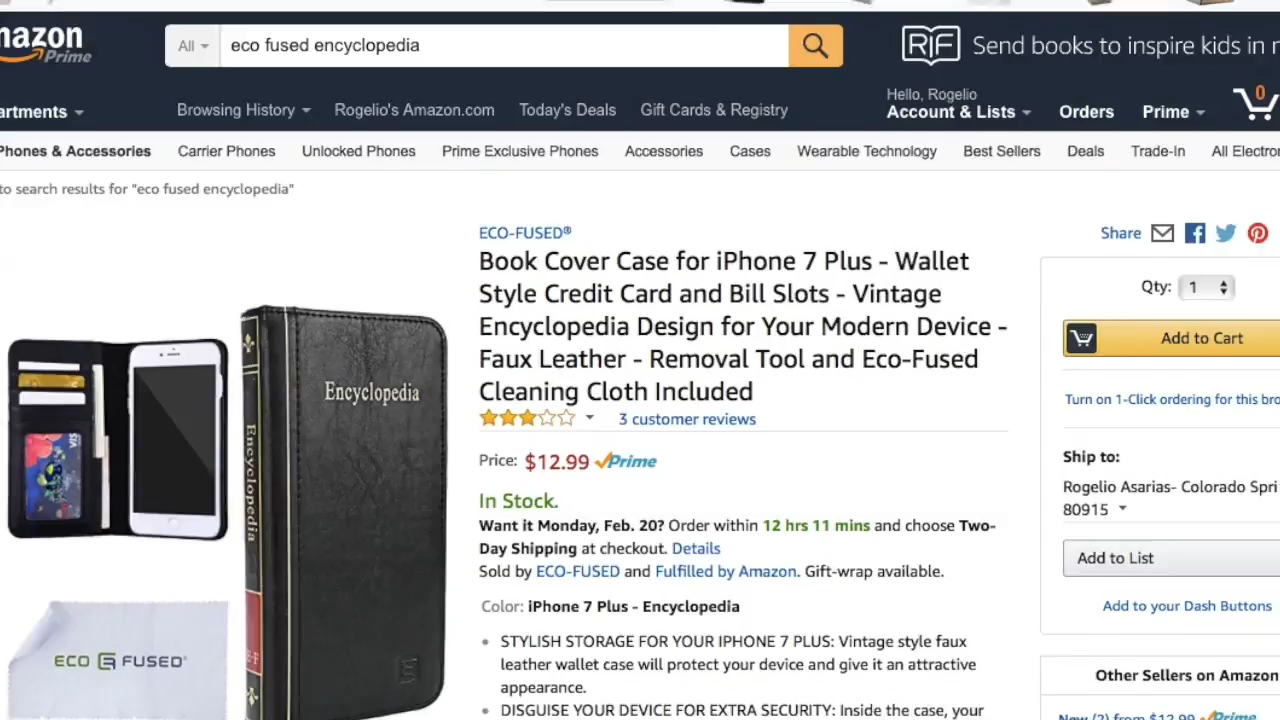 mazon
Prime
All
eco fused encyclopedia
RIF Send books to inspire kids in
artments
Browsing History
Rogelio's Amazon.com
Today's Deals
Gift Cards & Registry
Hello, Rogelio
Account & Lists
Orders
Prime
0
Phones & Accessories
Carrier Phones
Unlocked Phones
Prime Exclusive Phones
Accessories
Cases
Wearable Technology
Best Sellers
Deals
Trade-In
All Electro
to search results for "eco fused encyclopedia"
ECO-FUSED®
Book Cover Case for iPhone 7 Plus - Wallet
Style Credit Card and Bill Slots - Vintage
Encyclopedia Design for Your Modern Device -
Faux Leather - Removal Tool and Eco-Fused
Cleaning Cloth Included
3 customer reviews
Price: $12.99 Prime
In Stock.
Want it Monday, Feb. 20? Order within 12 hrs 11 mins and choose Two-
Day Shipping at checkout. Details
Sold by ECO-FUSED and Fulfilled by Amazon. Gift-wrap available.
Color: iPhone 7 Plus - Encyclopedia
• STYLISH STORAGE FOR YOUR IPHONE 7 PLUS: Vintage style faux
leather wallet case will protect your device and give it an attractive
appearance.
• DISGUISE YOUR DEVICE FOR EXTRA SECURITY: Inside the case, your
Encyclopedia
Encyclopedia
E-F
VISA
ECO FUSED®
Share
Qty: 1
Add to Cart
Turn on 1-Click ordering for this bro
Ship to:
Rogelio Asarias- Colorado Spri
80915
Add to List
Add to your Dash Buttons
Other Sellers on Amazon
New (2) from $12.99 Prime